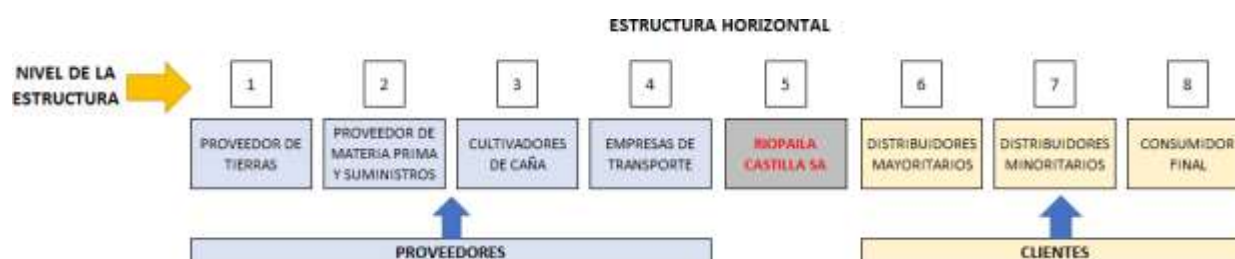 ESTRUCTURA HORIZONTAL
NIVEL DE LA
ESTRUCTURA
1
2
3
4
5
6
7
8
PROVEEDOR DE
TIERRAS
PROVEEDOR DE
MATERIA PRIMA
Y SUMINISTROS
CULTIVADORES
DE CAÑA
EMPRESAS DE
TRANSPORTE
RIOPAILA
CASTILLA SA
DISTRIBUIDORES
MAYORITARIOS
DISTRIBUIDORES
MINORITARIOS
CONSUMIDOR
FINAL
PROVEEDORES
CLIENTES